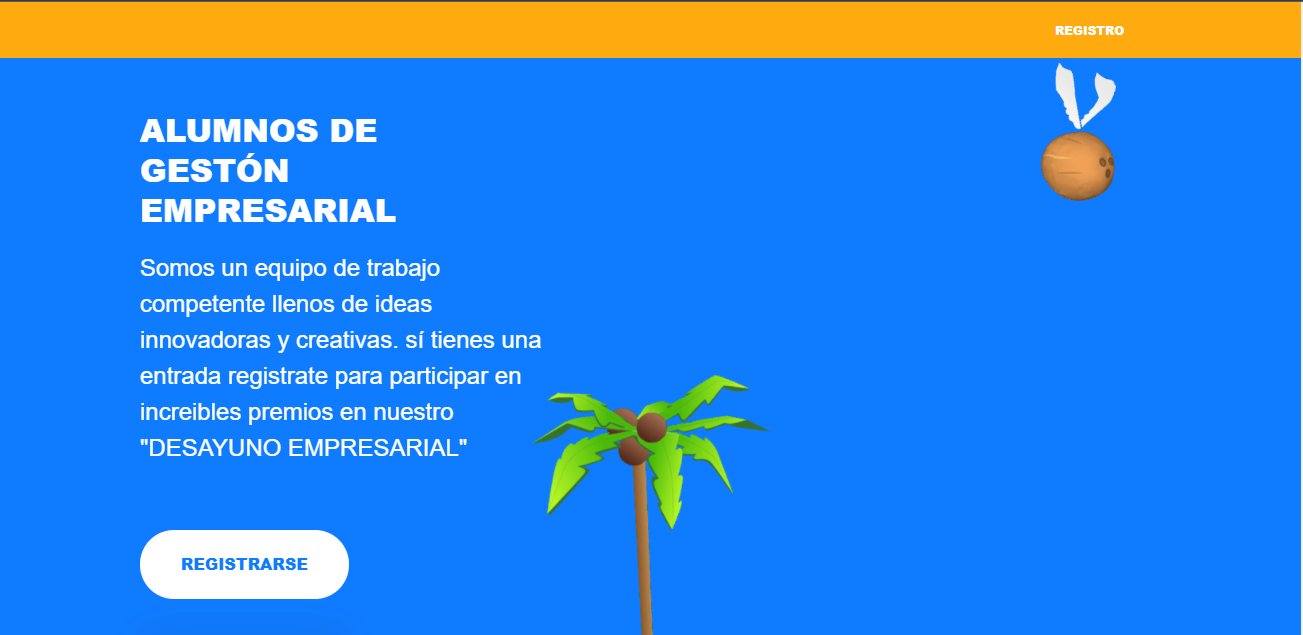 REGISTRO
ALUMNOS DE
GESTÓN
EMPRESARIAL
Somos un equipo de trabajo
competente llenos de ideas
innovadoras y creativas. sí tienes una
entrada registrate para participar en
increibles premios en nuestro
"DESAYUNO EMPRESARIAL"
REGISTRARSE